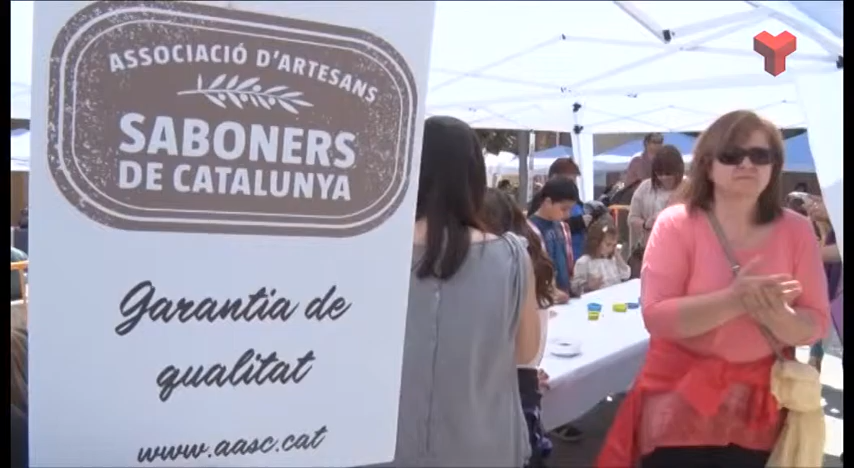 ASSOCIACIÓ D'ARTESANS
SABONERS
DE CATALUNYA
Garantia de
qualitat
www.aasc.cat